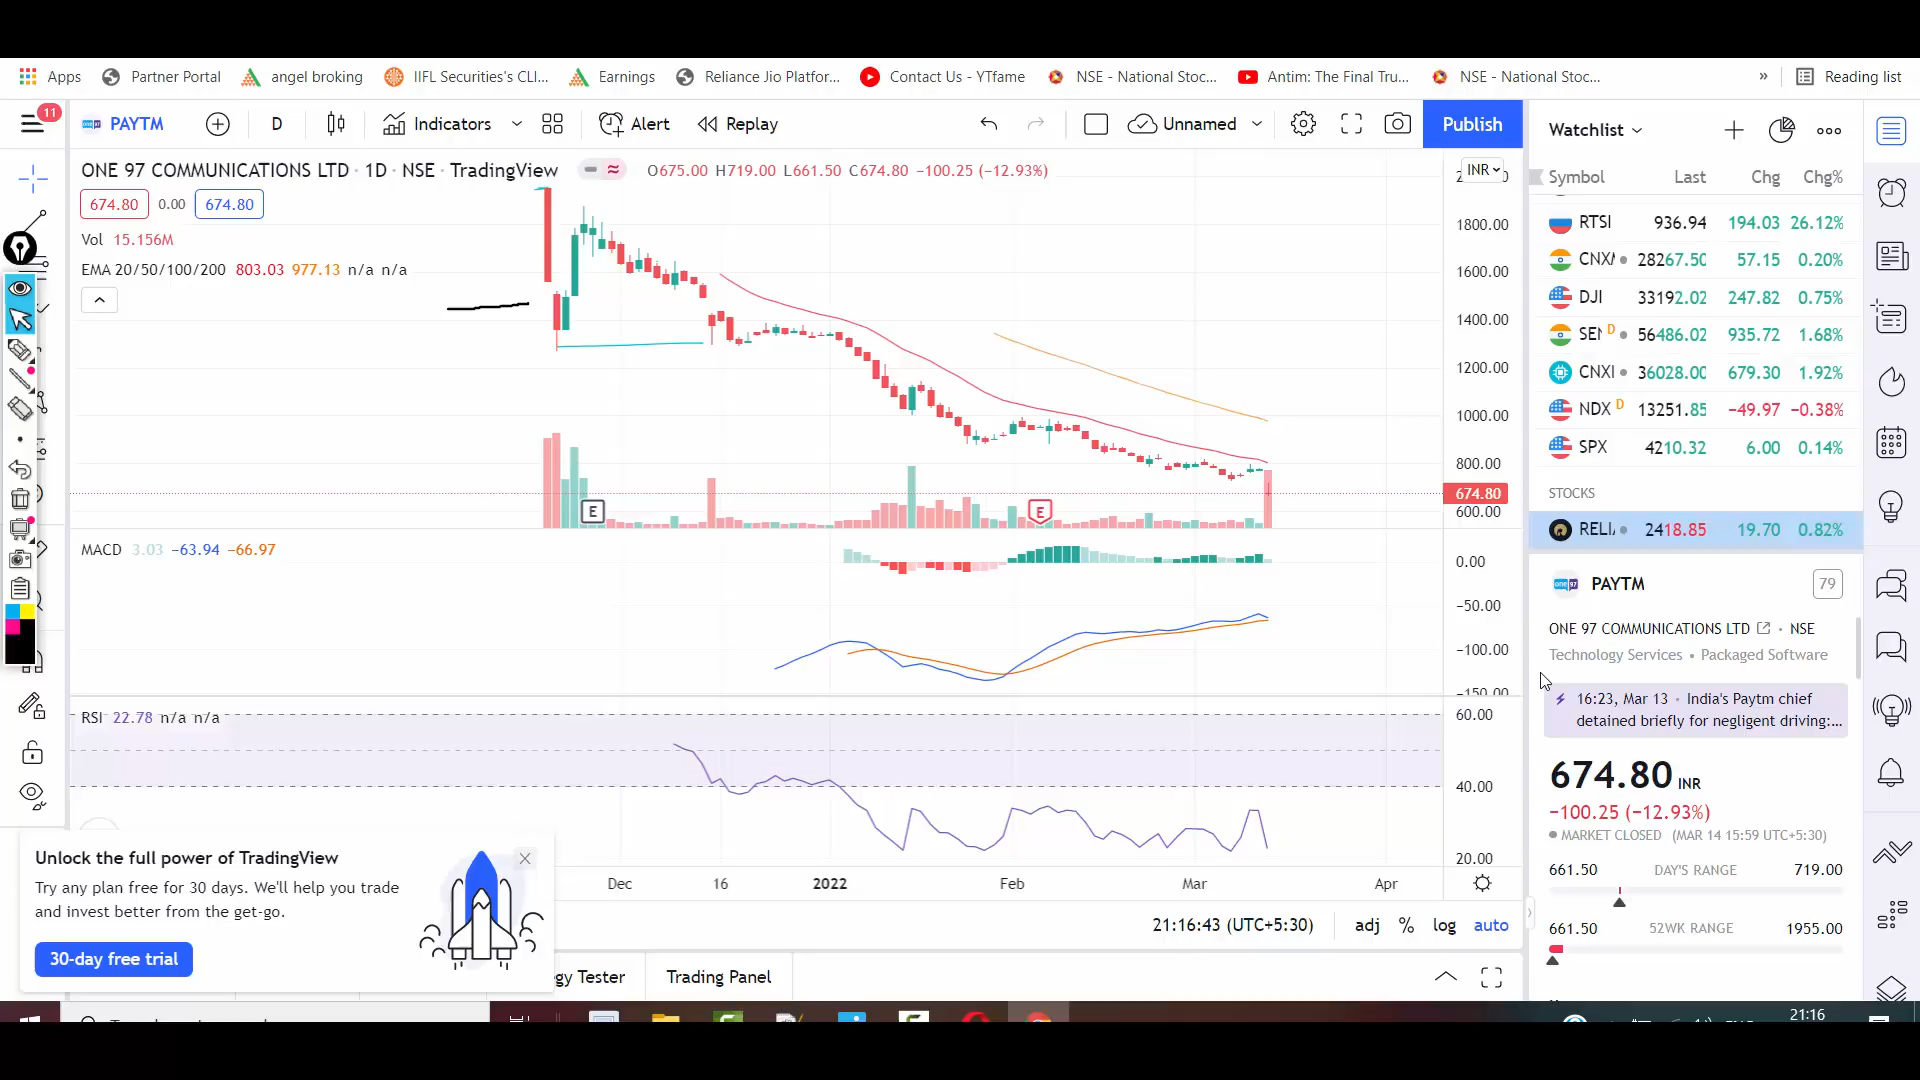 Apps Partner Portal angel broking IIFL Securities's CLI... Earnings Reliance Jio Platfor... Contact Us - YTfame NSE - National Stoc... Antim: The Final Tru... NSE - National Stoc... » Reading list
11 PAYTM D Indicators Alert Replay Unnamed Publish Watchlist
ONE 97 COMMUNICATIONS LTD · 1D · NSE · TradingView O675.00 H719.00 L661.50 C674.80 −100.25 (−12.93%) INR
674.80 0.00 674.80
Vol 15.156M
EMA 20/50/100/200 803.03 977.13 n/a n/a
1800.00
1600.00
1400.00
1200.00
1000.00
800.00
674.80
600.00
E E
MACD 3.03 −63.94 −66.97
0.00
−50.00
−100.00
−150.00
RSI 22.78 n/a n/a
60.00
40.00
20.00
Dec 16 2022 Feb Mar Apr
21:16:43 (UTC+5:30) adj % log auto
gy Tester Trading Panel
Unlock the full power of TradingView
Try any plan free for 30 days. We'll help you trade
and invest better from the get-go.
30-day free trial
Symbol Last Chg Chg%
RTSI 936.94 194.03 26.12%
CNX 28267.50 57.15 0.20%
DJI 33192.02 247.82 0.75%
SEN D 56486.02 935.72 1.68%
CNXI 36028.00 679.30 1.92%
NDX D 13251.85 −49.97 −0.38%
SPX 4210.32 6.00 0.14%
STOCKS
RELI 2418.85 19.70 0.82%
PAYTM 79
ONE 97 COMMUNICATIONS LTD · NSE
Technology Services • Packaged Software
16:23, Mar 13 · India's Paytm chief
detained briefly for negligent driving:...
674.80 INR
−100.25 (−12.93%)
MARKET CLOSED (MAR 14 15:59 UTC+5:30)
661.50 DAY'S RANGE 719.00
661.50 52WK RANGE 1955.00
21:16